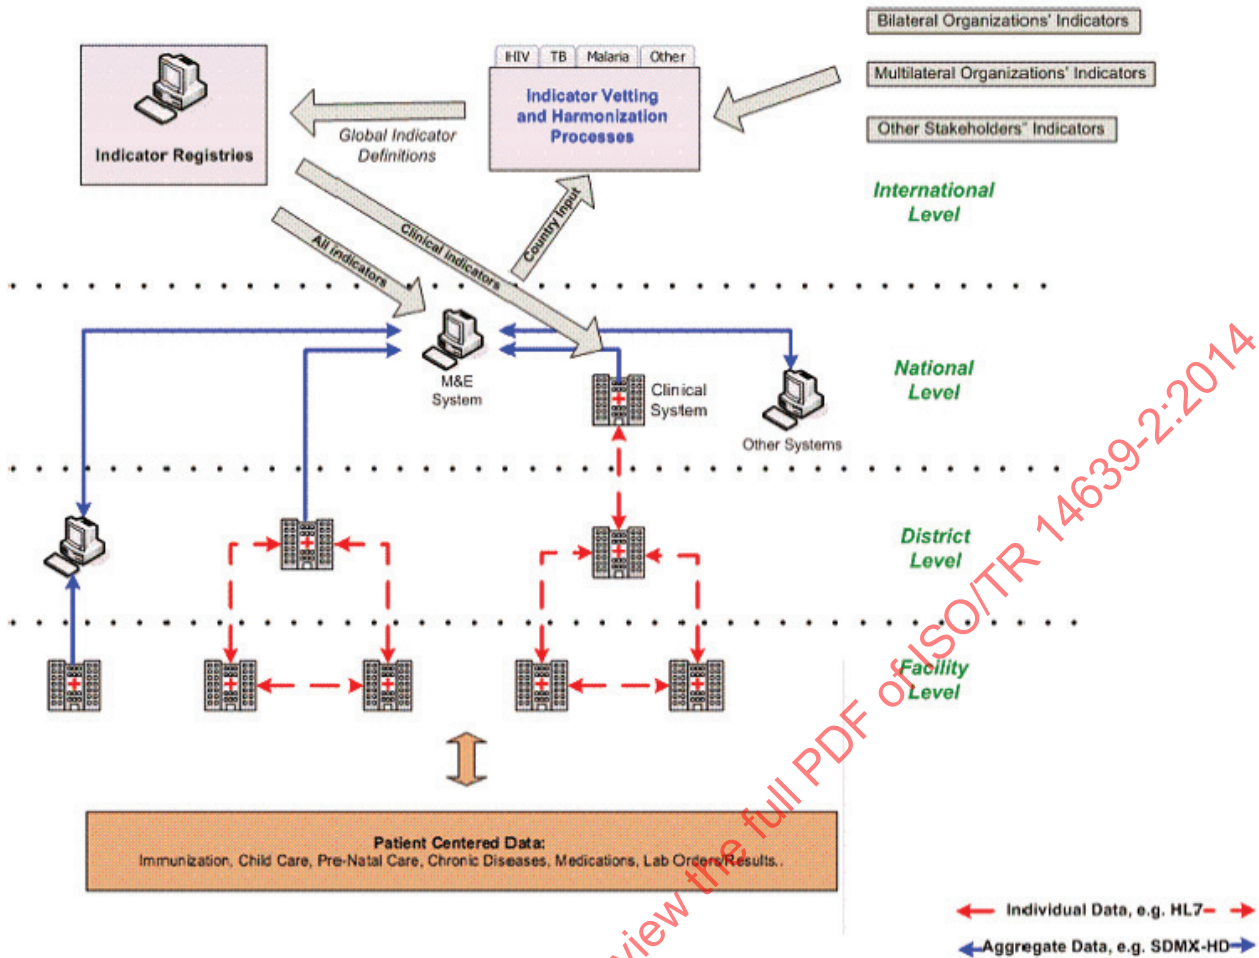 Bilateral Organizations' Indicators
Multilateral Organizations' Indicators
Other Stakeholders" Indicators
IHIV
TB
Malaria
Other
Indicator Vetting
and Harmonization
Processes
Indicator Registries
Global Indicator
Definitions
International
Level
All indicators
Clinical indicators
Country Input
M&E
System
Clinical
System
Other Systems
National
Level
District
Level
Facility
Level
Patient Centered Data:
Immunization, Child Care, Pre-Natal Care, Chronic Diseases, Medications, Lab Orders/Results..
Individual Data, e.g. HL7
Aggregate Data, e.g. SDMX-HD
view the full PDF of ISO/TR 14639-2:2014